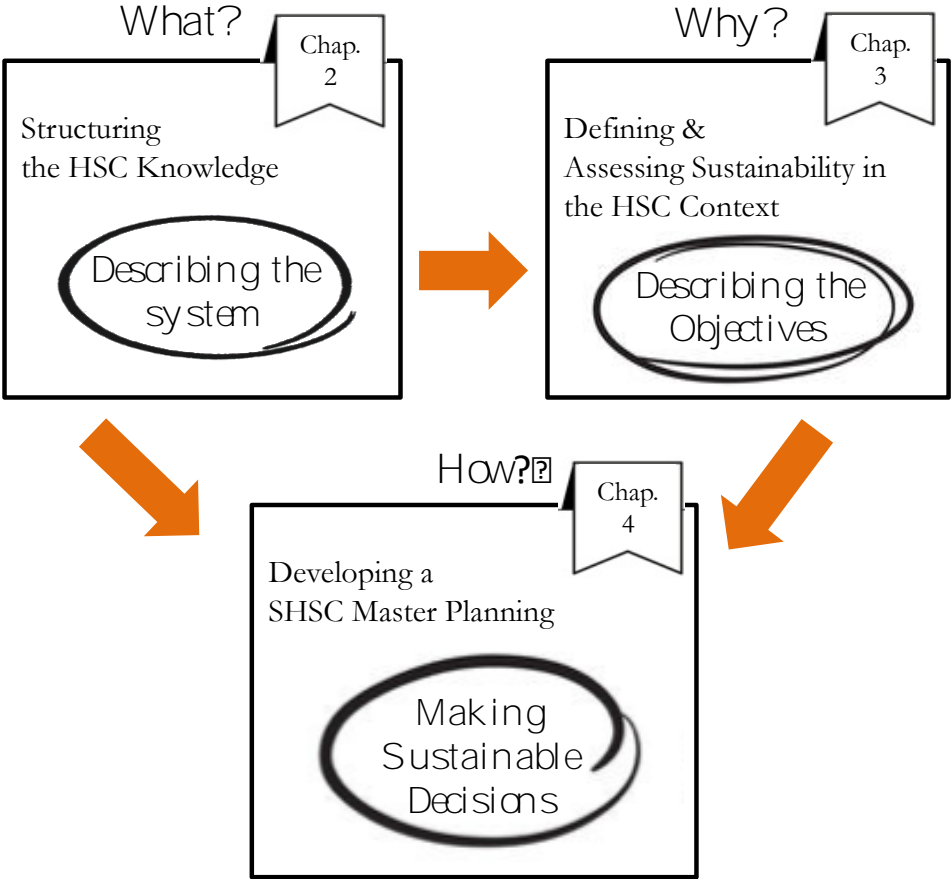 What?
Chap.
2
Structuring
the HSC Knowledge
Describing the
system
Why?
Chap.
3
Defining &
Assessing Sustainability in
the HSC Context
Describing the
Objectives
How?⍰
Chap.
4
Developing a
SHSC Master Planning
Making
Sustainable
Decisions